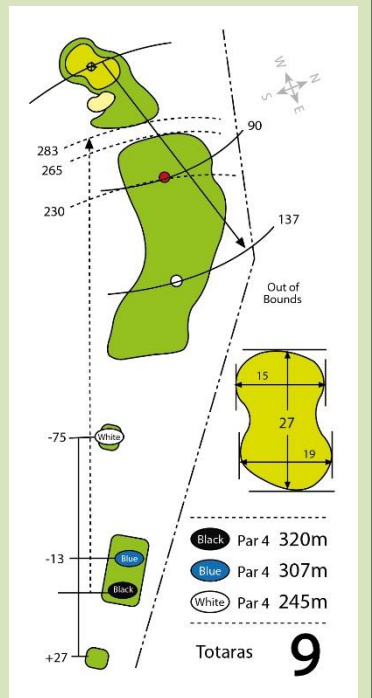 W
N
S
E
90
283
265
230
137
Out of
Bounds
15
27
19
-75
White
-13
Blue
Black
+27
Black Par 4 320m
Blue Par 4 307m
White Par 4 245m
Totaras 9